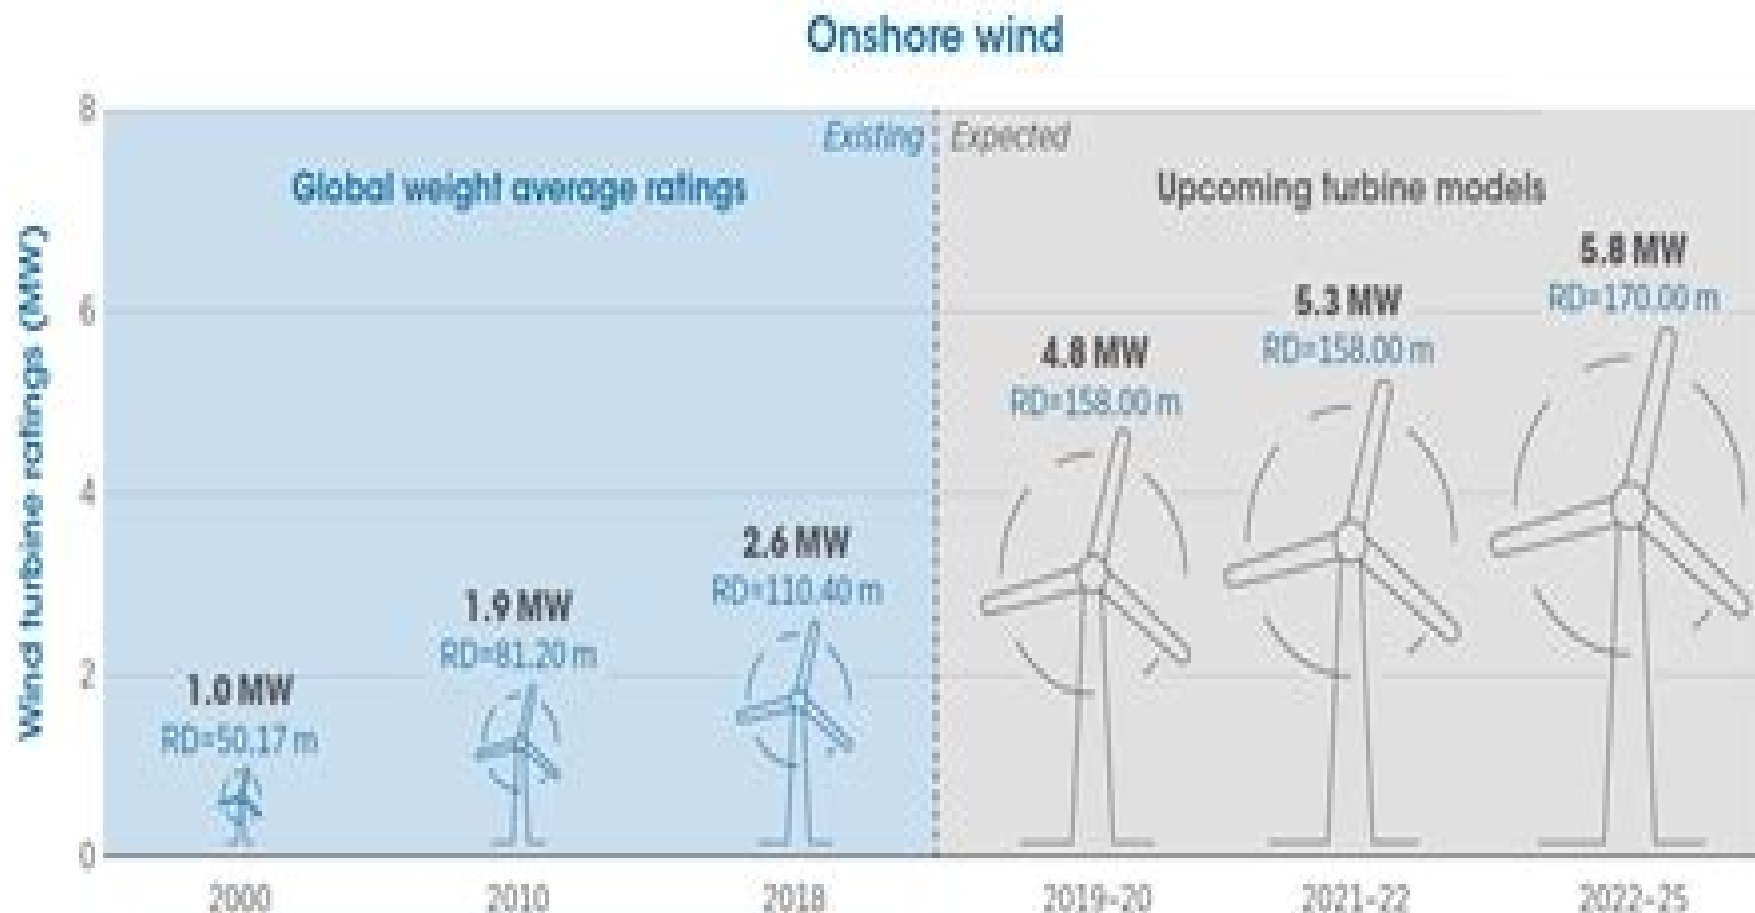 Onshore wind
Wind turbine ratings (MW)
8
6
4
2
0
Existing
Expected
Global weight average ratings
Upcoming turbine models
1.0 MW
RD=50.17 m
1.9 MW
RD=81.20 m
2.6 MW
RD=110.40 m
4.8 MW
RD=158.00 m
5.3 MW
RD=158.00 m
5.8 MW
RD=170.00 m
2000
2010
2018
2019-20
2021-22
2022-25